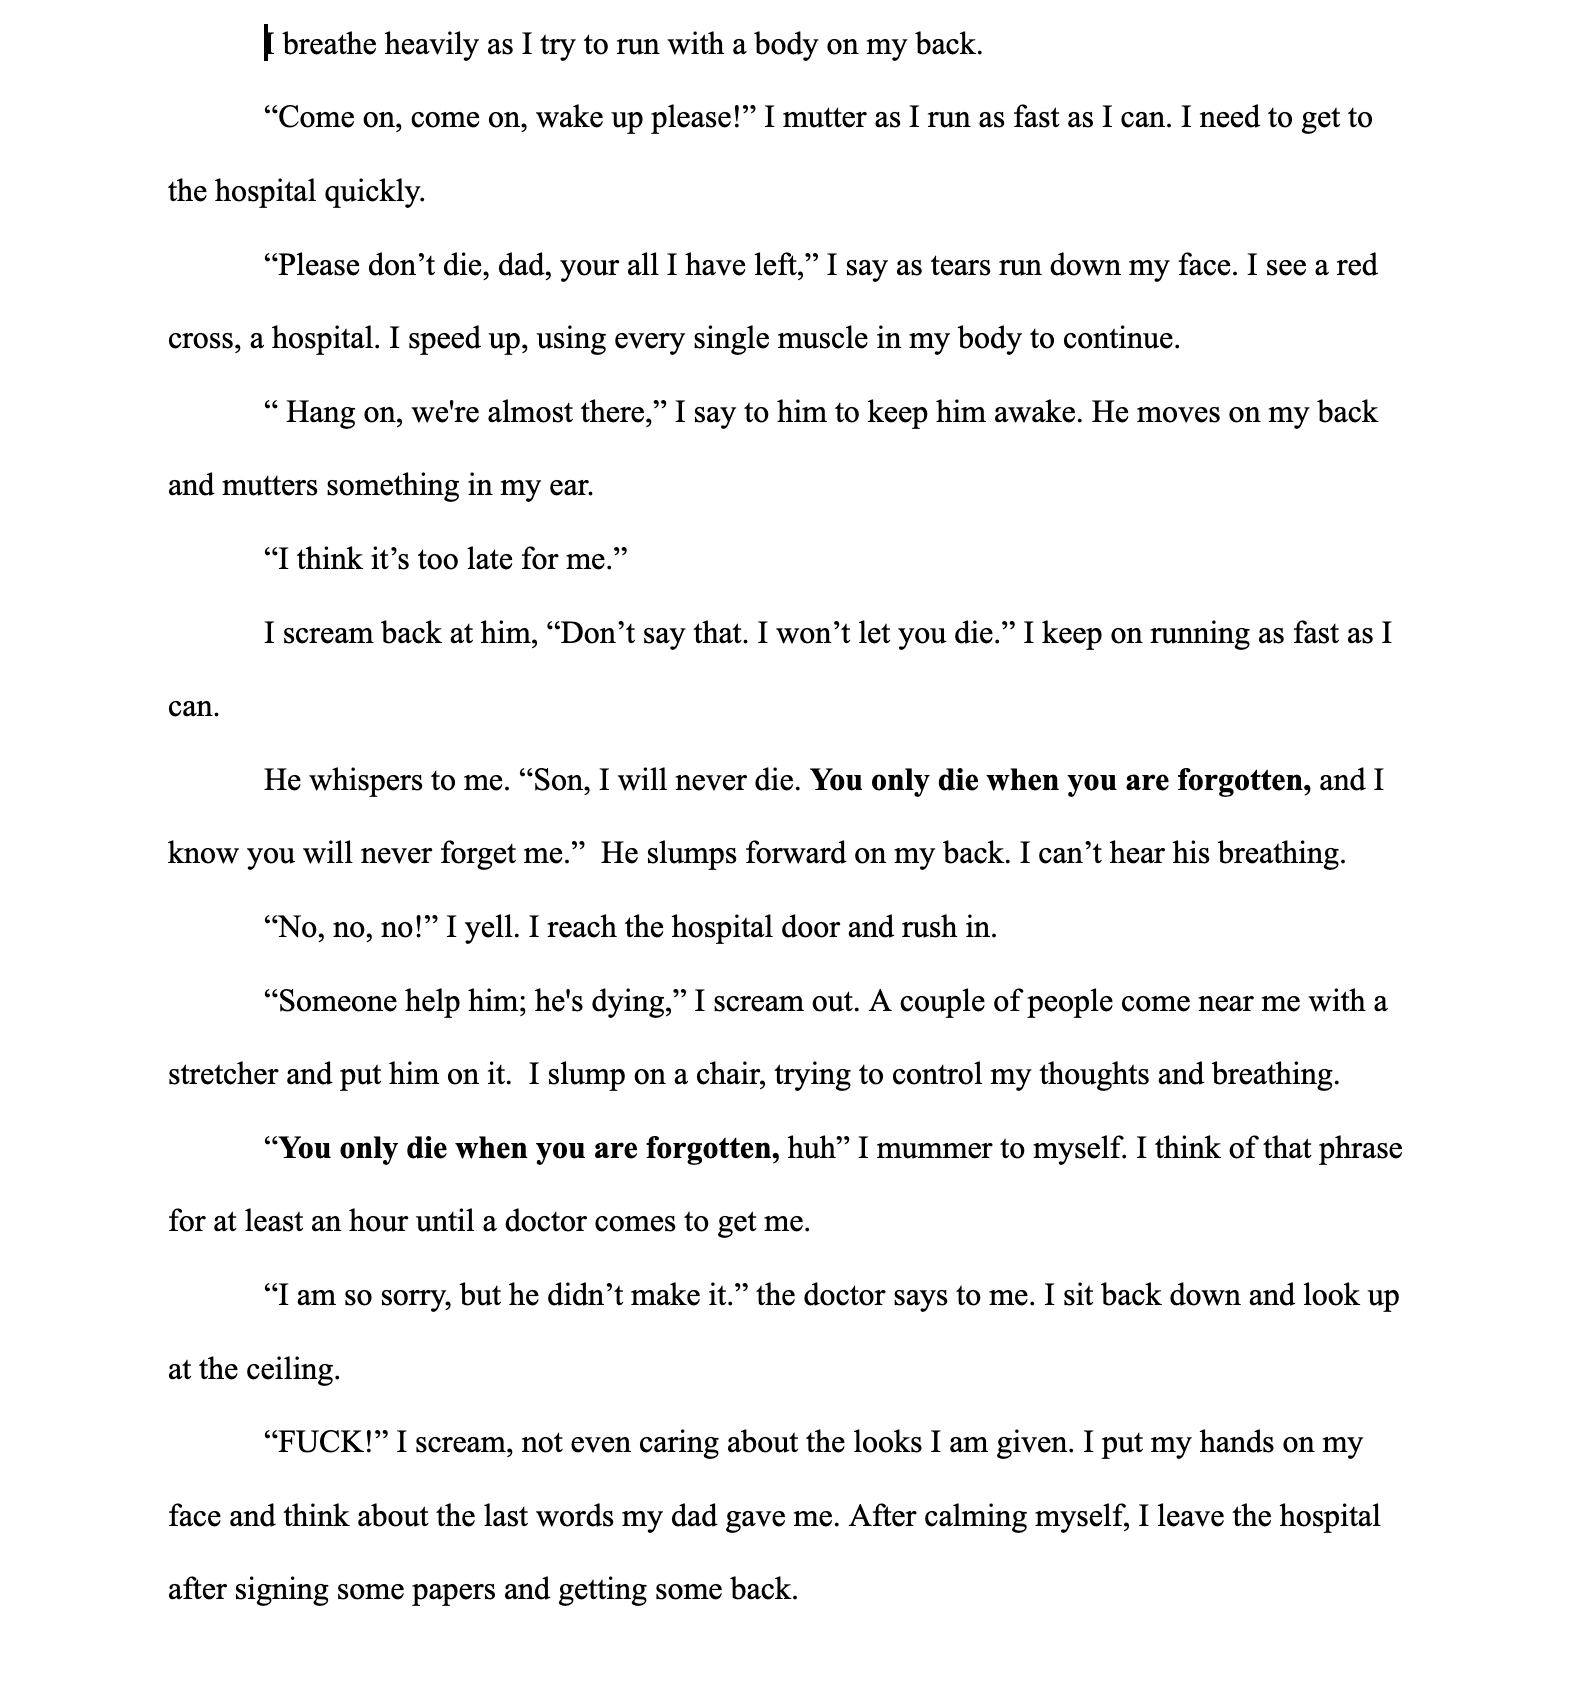 I breathe heavily as I try to run with a body on my back.
“Come on, come on, wake up please!” I mutter as I run as fast as I can. I need to get to
the hospital quickly.
“Please don’t die, dad, your all I have left,” I say as tears run down my face. I see a red
cross, a hospital. I speed up, using every single muscle in my body to continue.
“ Hang on, we're almost there,” I say to him to keep him awake. He moves on my back
and mutters something in my ear.
“I think it’s too late for me.”
I scream back at him, “Don’t say that. I won’t let you die.” I keep on running as fast as I
can.
He whispers to me. “Son, I will never die. You only die when you are forgotten, and I
know you will never forget me.”  He slumps forward on my back. I can’t hear his breathing.
“No, no, no!” I yell. I reach the hospital door and rush in.
“Someone help him; he's dying,” I scream out. A couple of people come near me with a
stretcher and put him on it.  I slump on a chair, trying to control my thoughts and breathing.
“You only die when you are forgotten, huh” I mummer to myself. I think of that phrase
for at least an hour until a doctor comes to get me.
“I am so sorry, but he didn’t make it.” the doctor says to me. I sit back down and look up
at the ceiling.
“FUCK!” I scream, not even caring about the looks I am given. I put my hands on my
face and think about the last words my dad gave me. After calming myself, I leave the hospital
after signing some papers and getting some back.